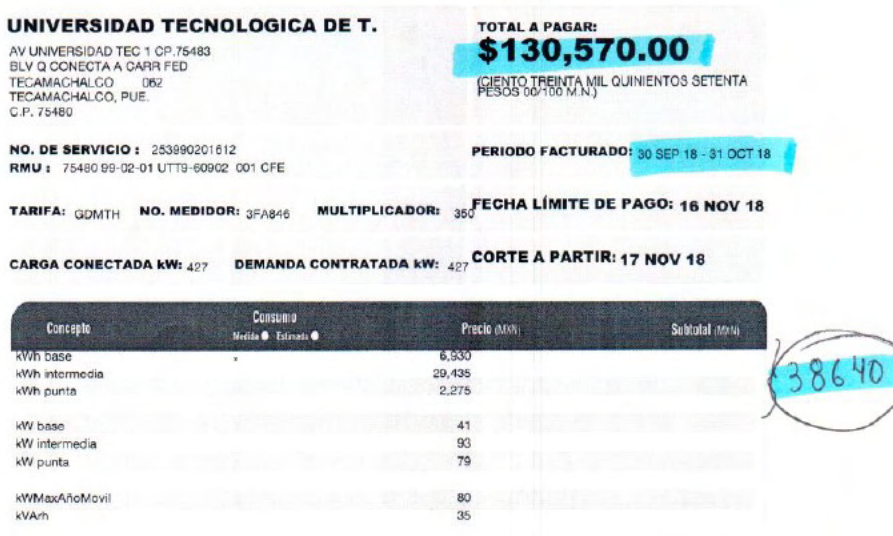 UNIVERSIDAD TECNOLOGICA DE T.
AV UNIVERSIDAD TEC 1 CP.75483
BLV Q CONECTA A CARR FED
TECAMACHALCO 062
TECAMACHALCO, PUE.
C.P. 75480
TOTAL A PAGAR:
$130,570.00
(CIENTO TREINTA MIL QUINIENTOS SETENTA
PESOS 00/100 M.N.)
NO. DE SERVICIO : 253990201612
RMU : 75480 99-02-01 UTT9-60902 001 CFE
PERIODO FACTURADO: 30 SEP 18 - 31 OCT 18
TARIFA: GDMTH NO. MEDIDOR: 3FA846 MULTIPLICADOR: 350
FECHA LÍMITE DE PAGO: 16 NOV 18
CARGA CONECTADA kW: 427 DEMANDA CONTRATADA kW: 427
CORTE A PARTIR: 17 NOV 18
Concepto Consumo Precio (MXN) Subtotal (MXN)
Medida Estimada
kWh base 6,930
kWh intermedia 29,435
kWh punta 2,275
38640
kW base 41
kW intermedia 93
kW punta 79
kWMaxAñoMovil 80
kVArh 35